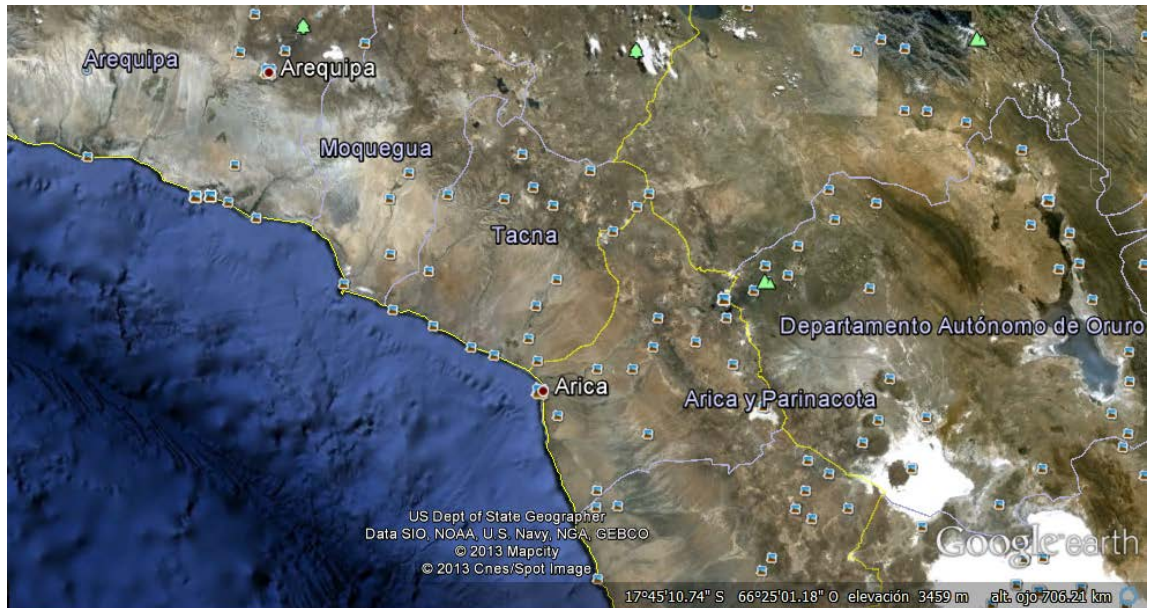 Arequipa
Arequipa
Moquegua
Tacna
Departamento Autónomo de Oruro
Arica
Arica y Parinacota
US Dept of State Geographer
Data SIO, NOAA, U.S. Navy, NGA, GEBCO
© 2013 Mapcity
© 2013 Cnes/Spot Image
Google earth
17°45'10.74" S 66°25'01.18" O elevación 3459 m alt. ojo 706.21 km